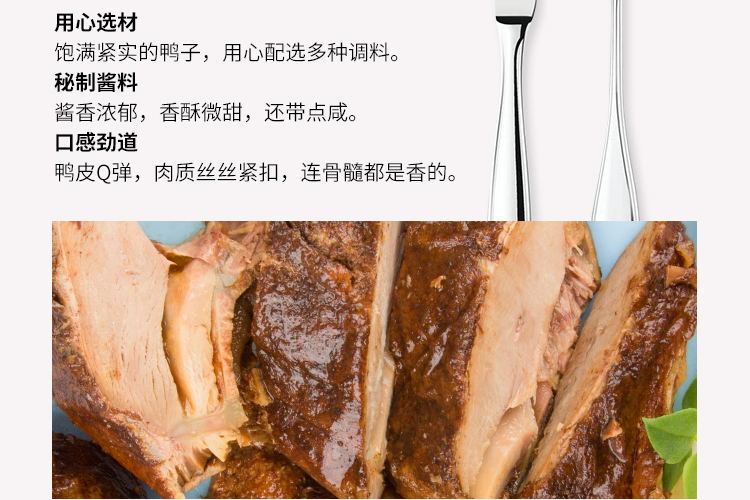 用心选材
饱满紧实的鸭子，用心配选多种调料。
秘制酱料
酱香浓郁，香酥微甜，还带点咸。
口感劲道
鸭皮Q弹，肉质丝丝紧扣，连骨髓都是香的。